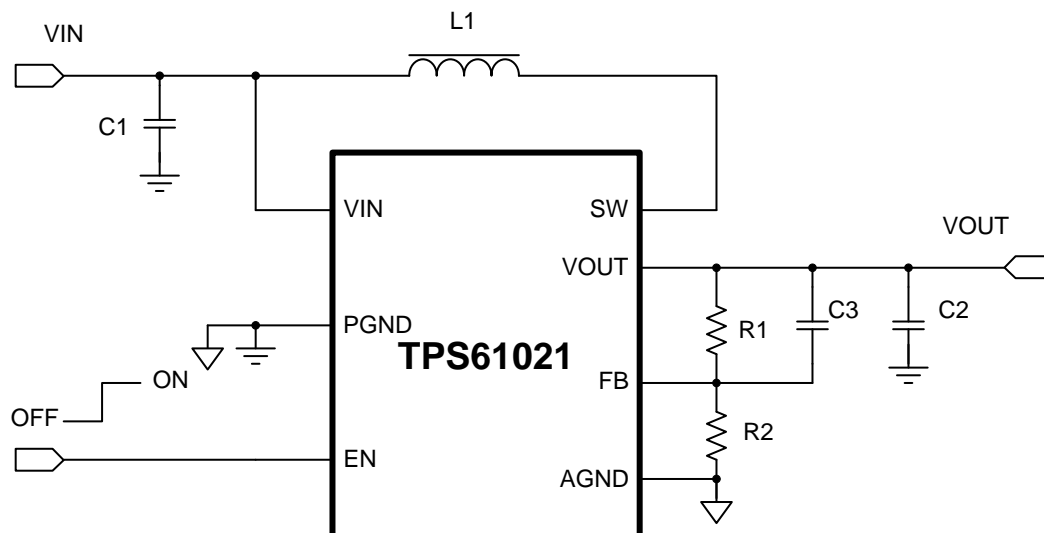 L1
VIN
C1
VIN
SW
VOUT
VOUT
C3
C2
PGND
R1
TPS61021
ON
FB
OFF
R2
EN
AGND